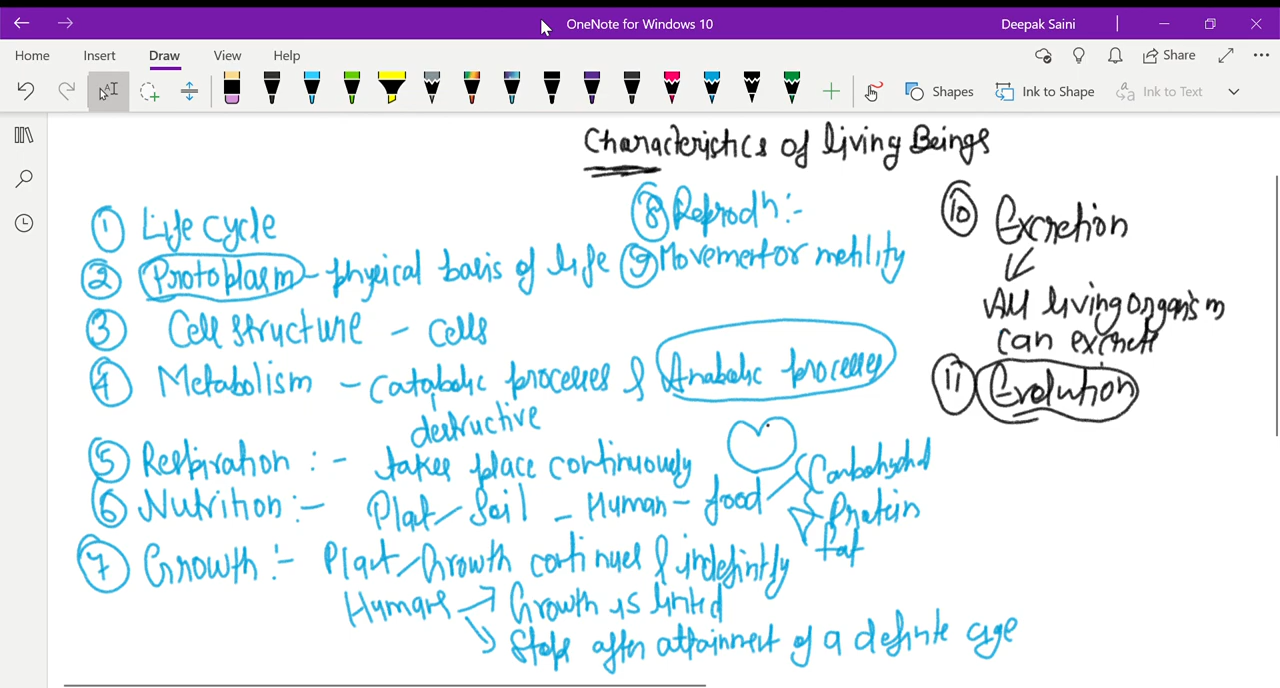 OneNote for Windows 10
Deepak Saini
Home Insert Draw View Help
Share
Shapes Ink to Shape Ink to Text
Characteristics of living Beings
① Life cycle
② Protoplasm - physical basis of life
③ Cell structure - cells
④ Metabolism - Catabolic processes & Anabolic processes
destructive
⑤ Respiration :- takes place continuously
⑥ Nutrition :- Plant Soil - Human - food
Carbohyd
Protein
fat
⑦ Growth :- Plant Growth continues & indefintly
Humans → Growth is limited
Stops after attainment of a definite age
⑧ Reprodn :-
⑨ Movement or motility
⑩ Excretion
All living organism
can excrete
⑪ Evolution